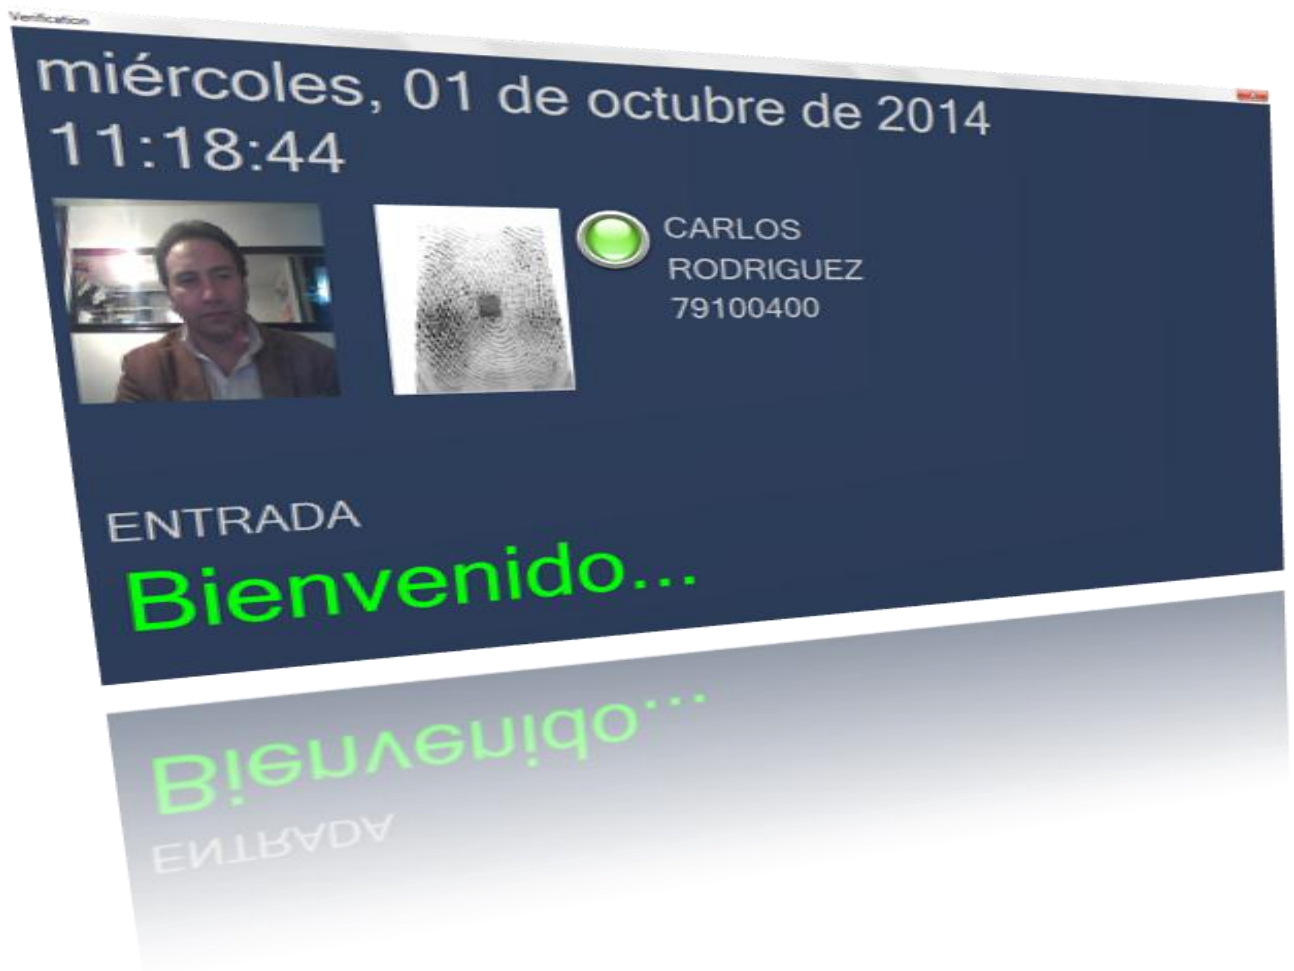 Verification
miércoles, 01 de octubre de 2014
11:18:44
CARLOS
RODRIGUEZ
79100400
ENTRADA
Bienvenido...